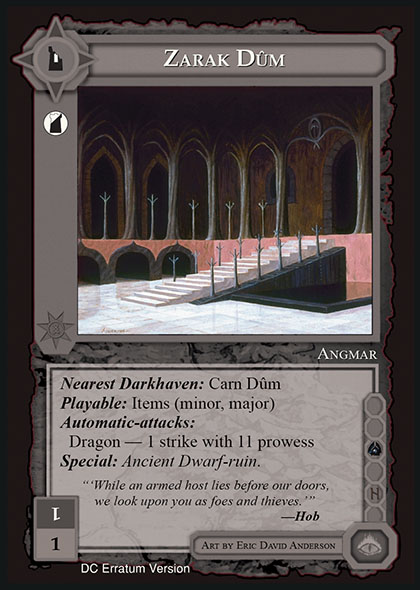 Zarak Dûm
Angmar
Nearest Darkhaven: Carn Dûm
Playable: Items (minor, major)
Automatic-attacks:
Dragon — 1 strike with 11 prowess
Special: Ancient Dwarf-ruin.
“‘While an armed host lies before our doors,
we look upon you as foes and thieves.’”
—Hob
1
1
Art by Eric David Anderson
DC Erratum Version